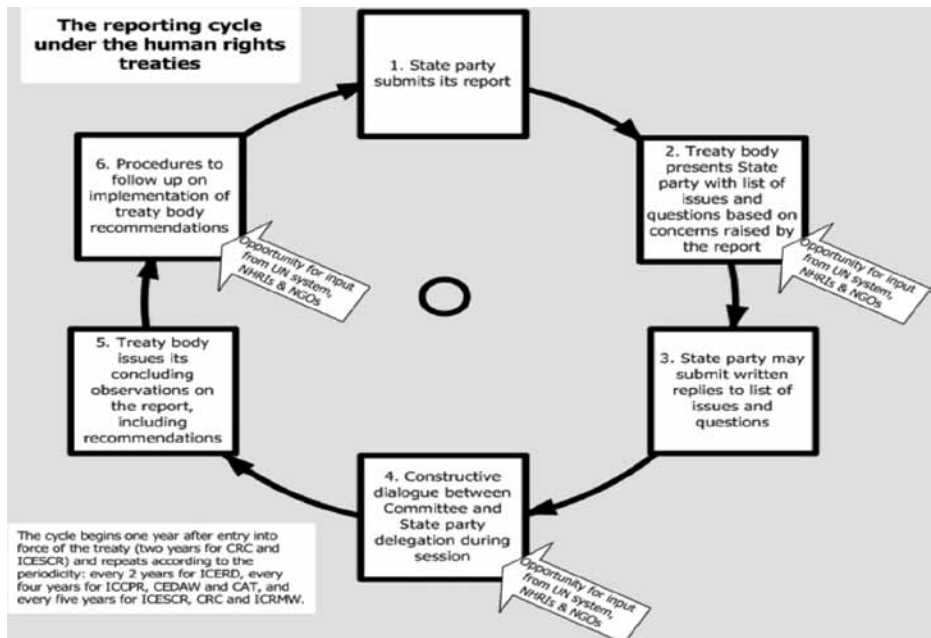 The reporting cycle
under the human rights
treaties
1. State party
submits its report
2. Treaty body
presents State
party with list of
issues and
questions based on
concerns raised by
the report
Opportunity for input
from UN system,
NHRIs & NGOs
3. State party may
submit written
replies to list of
issues and
questions
4. Constructive
dialogue between
Committee and
State party
delegation during
session
Opportunity for input
from UN system,
NHRIs & NGOs
5. Treaty body
issues its
concluding
observations on
the report,
including
recommendations
6. Procedures to
follow up on
implementation of
treaty body
recommendations
Opportunity for input
from UN system,
NHRIs & NGOs
The cycle begins one year after entry into
force of the treaty (two years for CRC and
ICESCR) and repeats according to the
periodicity: every 2 years for ICERD, every
four years for ICCPR, CEDAW and CAT, and
every five years for ICESCR, CRC and ICRMW.